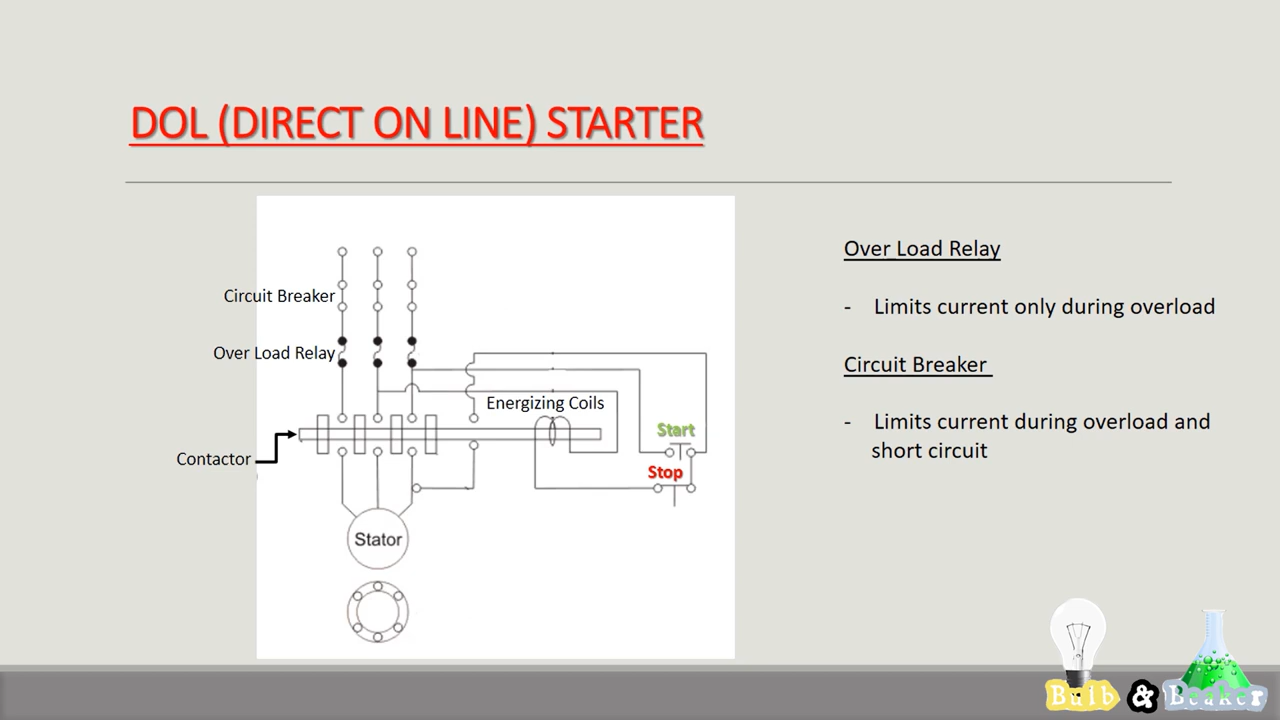 DOL (DIRECT ON LINE) STARTER
Circuit Breaker
Over Load Relay
Energizing Coils
Start
Stop
Contactor
Stator
Over Load Relay
- Limits current only during overload
Circuit Breaker
- Limits current during overload and
short circuit
Bulb & Beaker